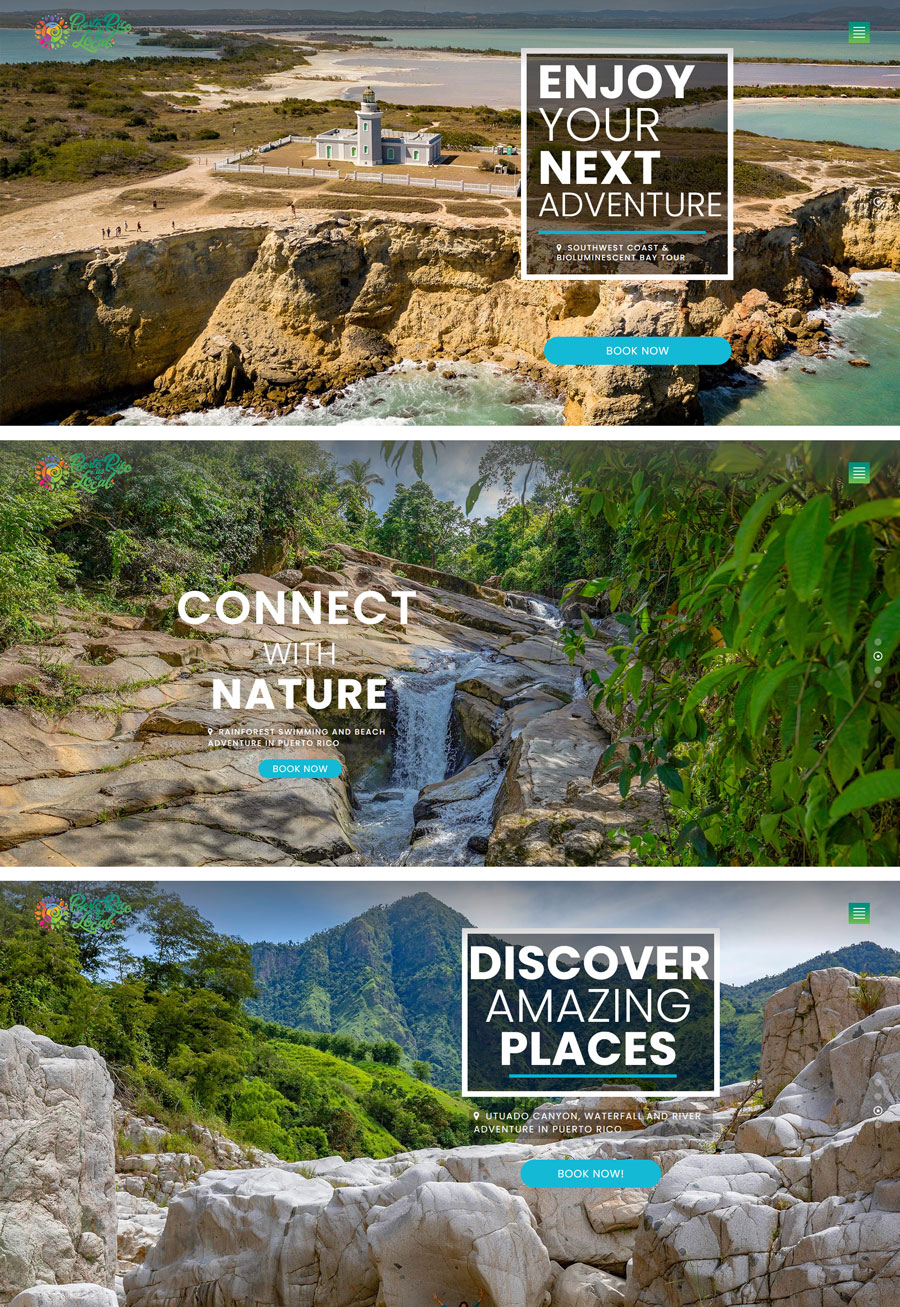 Puerto Rico
Local
ENJOY
YOUR
NEXT
ADVENTURE
SOUTHWEST COAST &
BIOLUMINESCENT BAY TOUR
BOOK NOW
Puerto Rico
Local
CONNECT
WITH
NATURE
RAINFOREST SWIMMING AND BEACH
ADVENTURE IN PUERTO RICO
BOOK NOW
Puerto Rico
Local
DISCOVER
AMAZING
PLACES
UTUADO CANYON, WATERFALL AND RIVER
ADVENTURE IN PUERTO RICO
BOOK NOW!